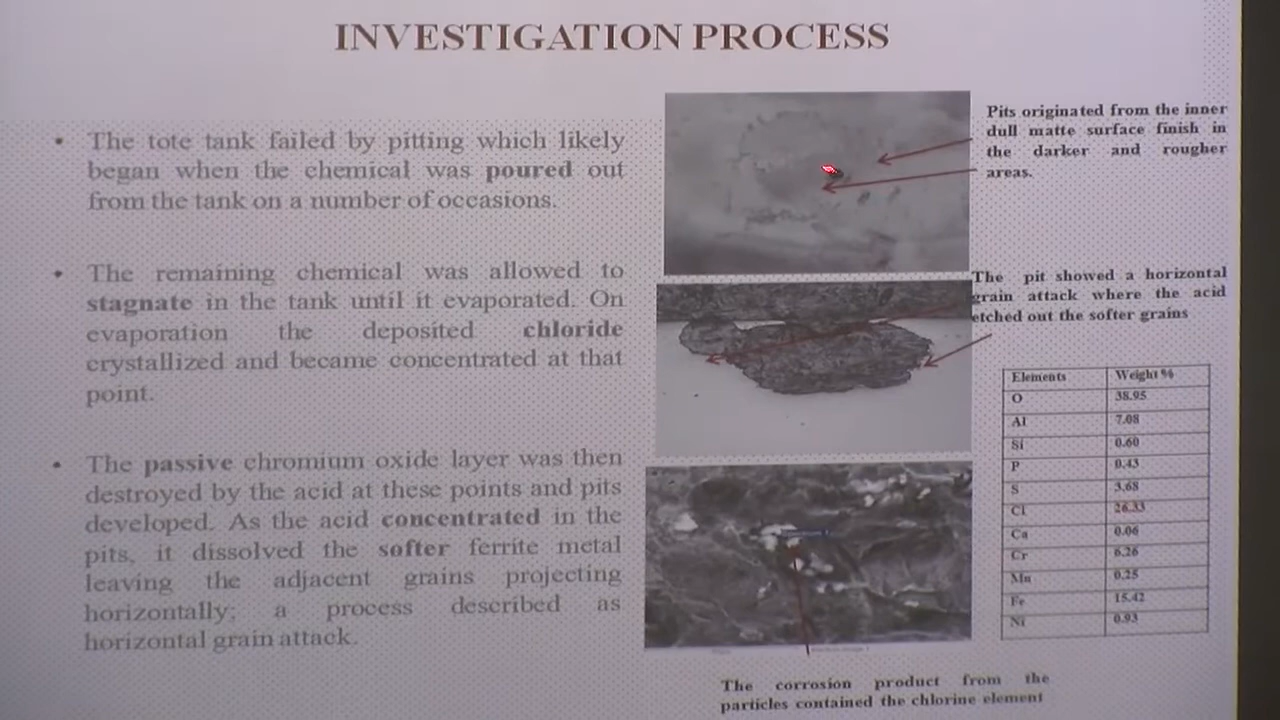 INVESTIGATION PROCESS
• The tote tank failed by pitting which likely
began when the chemical was poured out
from the tank on a number of occasions.
• The remaining chemical was allowed to
stagnate in the tank until it evaporated. On
evaporation the deposited chloride
crystallized and became concentrated at that
point.
• The passive chromium oxide layer was then
destroyed by the acid at these points and pits
developed. As the acid concentrated in the
pits, it dissolved the softer ferrite metal
leaving the adjacent grains projecting
horizontally; a process described as
horizontal grain attack.
Pits originated from the inner
dull matte surface finish in
the darker and rougher
areas.
The pit showed a horizontal
grain attack where the acid
etched out the softer grains
Elements Weight %
O 38.95
Al 7.08
Si 0.60
P 0.43
S 3.68
Cl 26.33
Ca 0.06
Cr 6.26
Mn 0.25
Fe 15.42
Ni 0.93
The corrosion product from the
particles contained the chlorine element